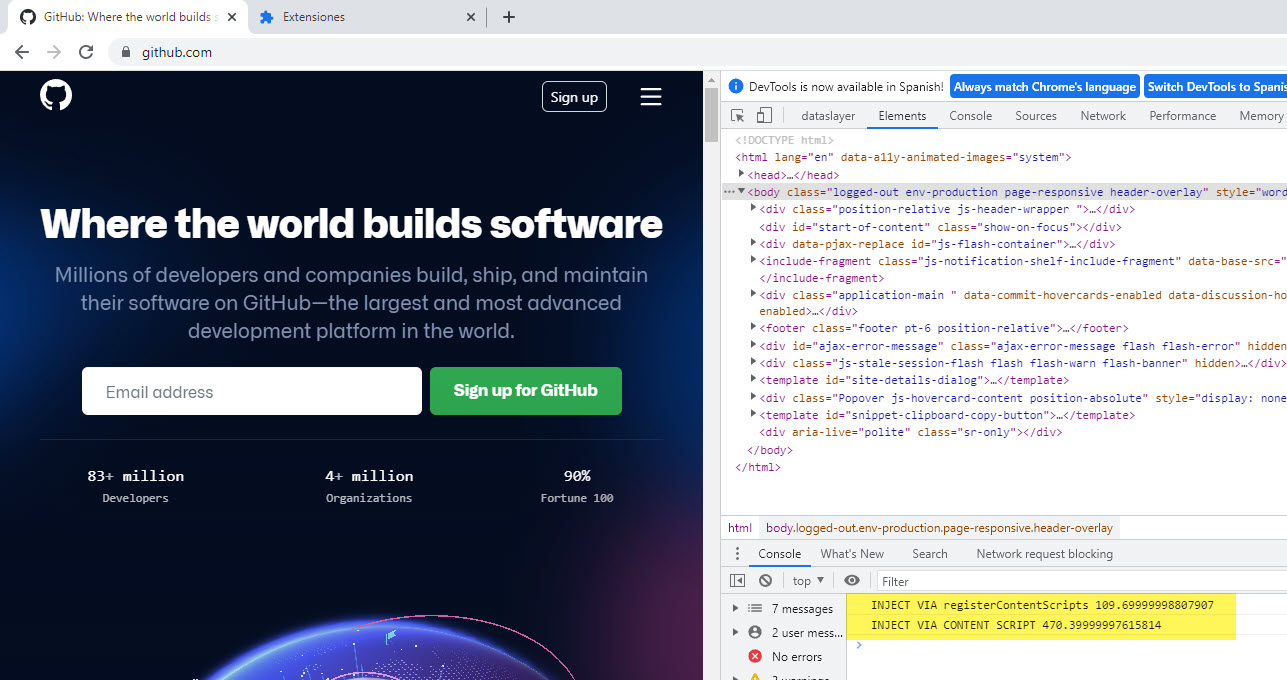 GitHub: Where the world builds s
Extensiones
github.com
Sign up
Where the world builds software
Millions of developers and companies build, ship, and maintain
their software on GitHub—the largest and most advanced
development platform in the world.
Email address
Sign up for GitHub
83+ million
Developers
4+ million
Organizations
90%
Fortune 100
DevTools is now available in Spanish! Always match Chrome's language Switch DevTools to Spanis
dataslayer Elements Console Sources Network Performance Memory
<!DOCTYPE html>
<html lang="en" data-a11y-animated-images="system">
<head>…</head>
<body class="logged-out env-production page-responsive header-overlay" style="word
<div class="position-relative js-header-wrapper ">…</div>
<div id="start-of-content" class="show-on-focus"></div>
<div data-pjax-replace id="js-flash-container">…</div>
<include-fragment class="js-notification-shelf-include-fragment" data-base-src="
</include-fragment>
<div class="application-main " data-commit-hovercards-enabled data-discussion-ho
enabled>…</div>
<footer class="footer pt-6 position-relative">…</footer>
<div id="ajax-error-message" class="ajax-error-message flash flash-error" hidden
<div class="js-stale-session-flash flash flash-warn flash-banner" hidden>…</div>
<template id="site-details-dialog">…</template>
<div class="Popover js-hovercard-content position-absolute" style="display: none
<template id="snippet-clipboard-copy-button">…</template>
<div aria-live="polite" class="sr-only"></div>
</body>
</html>
html body.logged-out.env-production.page-responsive.header-overlay
Console What's New Search Network request blocking
top Filter
7 messages
2 user mess...
No errors
2 warnings
INJECT VIA registerContentScripts 109.69999998807907
INJECT VIA CONTENT SCRIPT 470.39999997615814